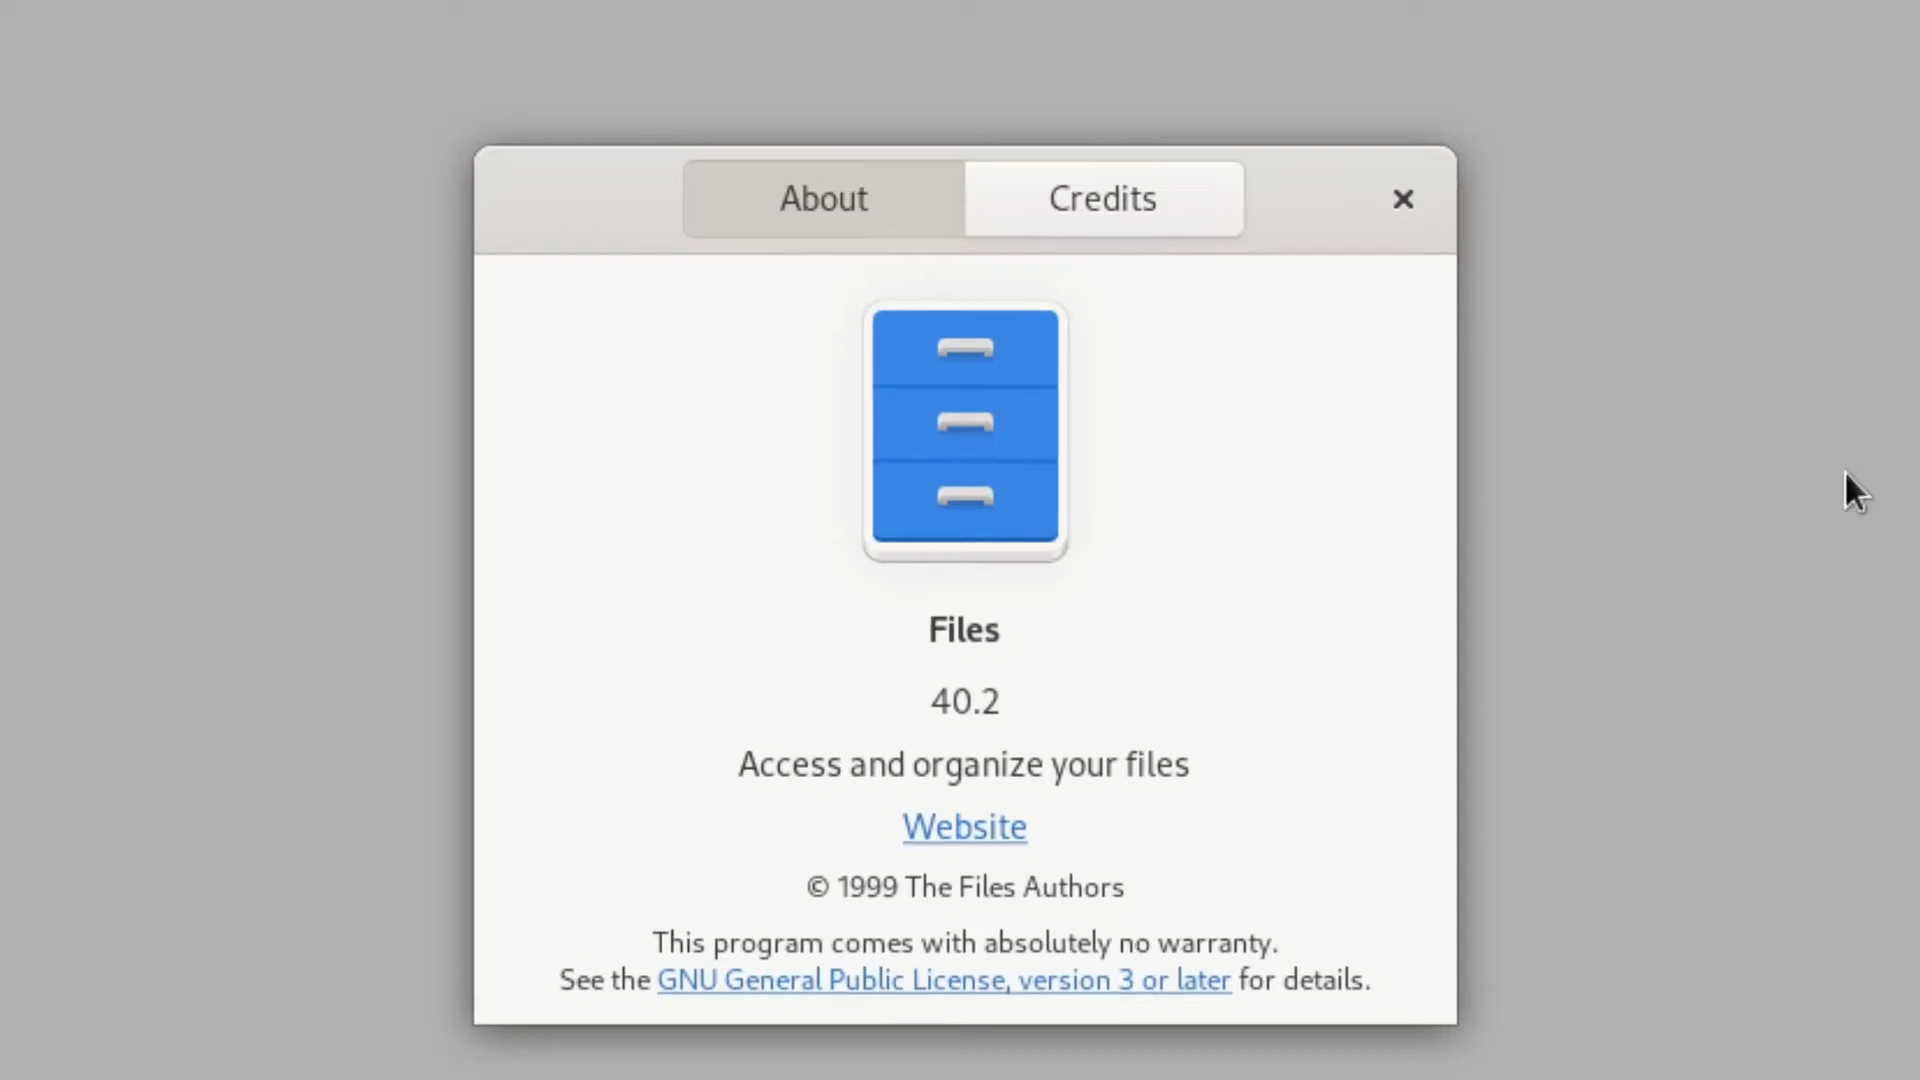 About
Credits
Files
40.2
Access and organize your files
Website
© 1999 The Files Authors
This program comes with absolutely no warranty.
See the GNU General Public License, version 3 or later for details.